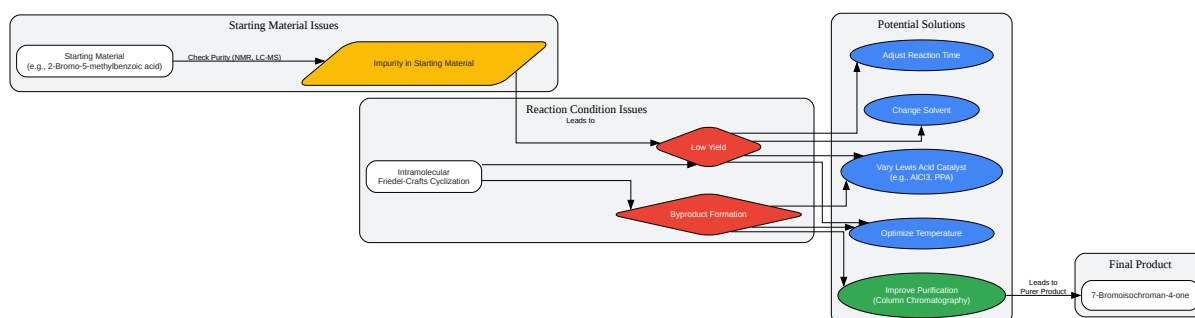 Starting Material Issues
Starting Material
(e.g., 2-Bromo-5-methylbenzoic acid)
Check Purity (NMR, LC-MS)
Impurity in Starting Material
Reaction Condition Issues
Leads to
Low Yield
Intramolecular
Friedel-Crafts Cyclization
Byproduct Formation
Potential Solutions
Adjust Reaction Time
Change Solvent
Vary Lewis Acid Catalyst
(e.g., AlCl3, PPA)
Optimize Temperature
Improve Purification
(Column Chromatography)
Leads to
Purer Product
Final Product
7-Bromoisochroman-4-one